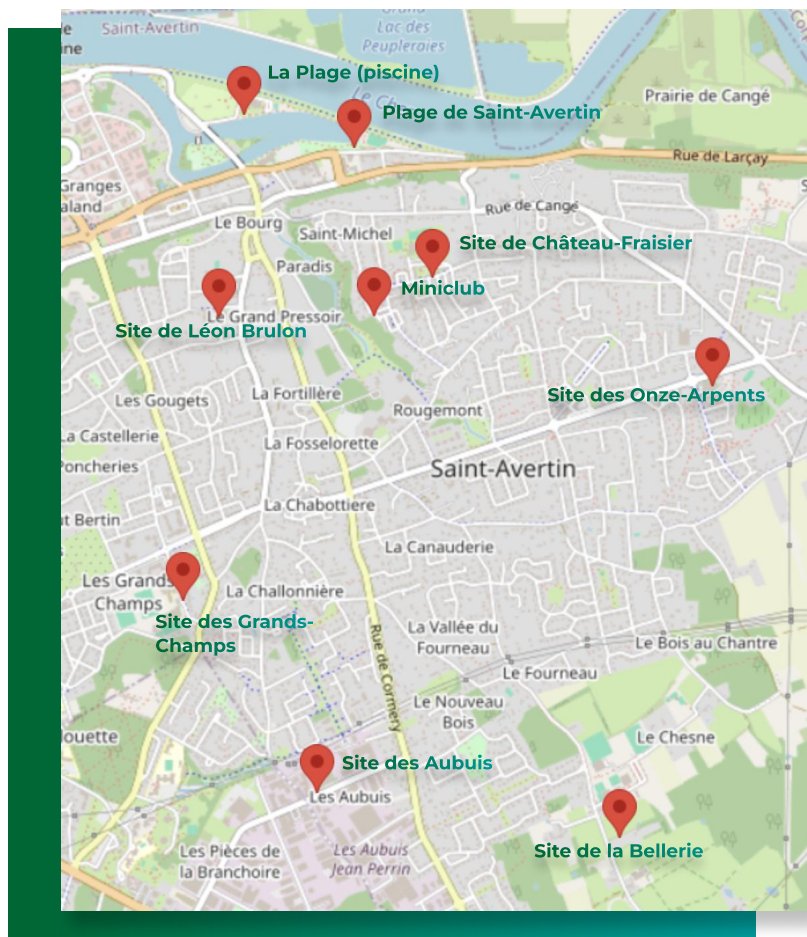 Grand
Saint-Avertin
Lac des
Peupleraies
La Plage (piscine)
Le Che
Prairie de Cangé
Plage de Saint-Avertin
Rue de Larçay
Granges
Rue de Cangé
Le Bourg
Saint-Michel
Site de Château-Fraisier
Paradis
Miniclub
Le Grand Pressoir
Site de Léon Brulon
La Fortillère
Site des Onze-Arpents
Les Gougets
Rougemont
La Castellerie
La Fosselorette
Poncheries
Saint-Avertin
La Chabottiere
t Bertin
La Canauderie
Les Grands
Champs
La Challonnière
Site des Grands-
Champs
La Vallée du
Fourneau
Rue de Cormery
Le Bois au Chantre
Le Fourneau
Le Nouveau
Bois
ouette
Le Chesne
Site des Aubuis
Les Aubuis
Les Pièces de
la Branchoire
Les Aubuis
Jean Perrin
Site de la Bellerie